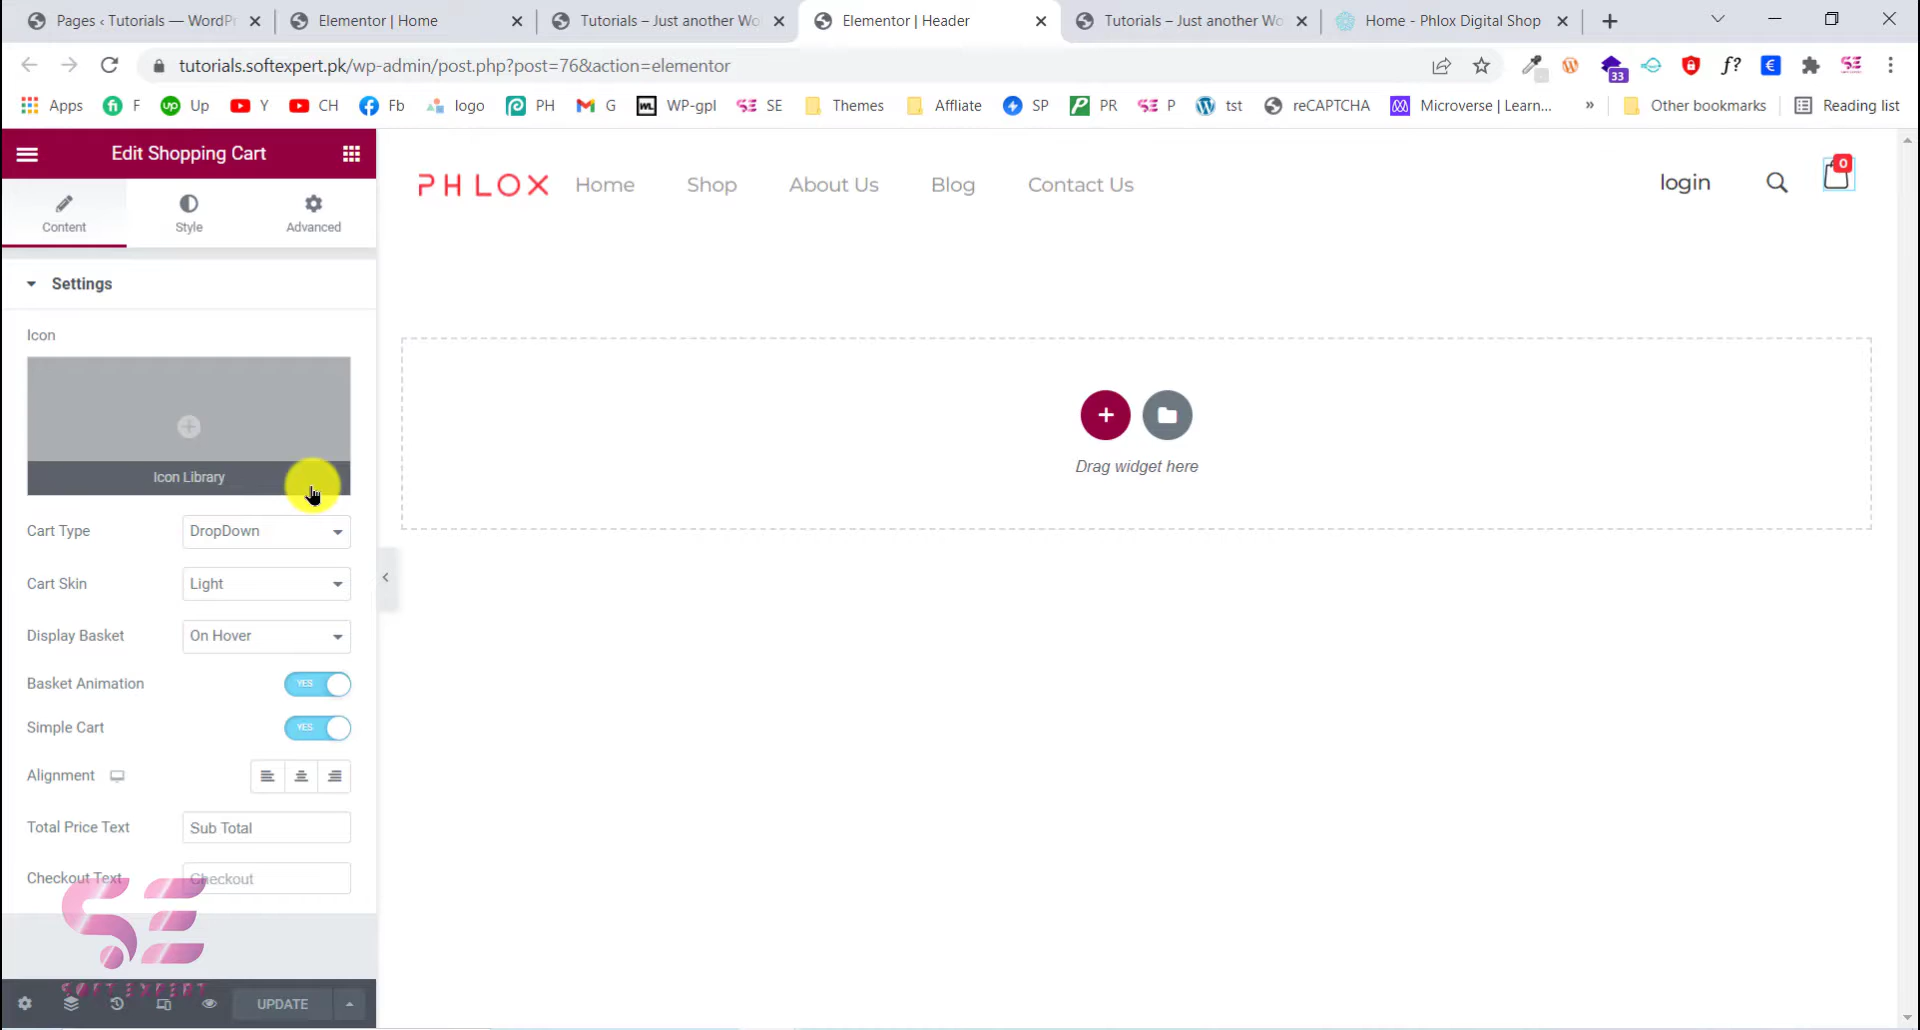 Pages ‹ Tutorials — WordPr
Elementor | Home
Tutorials – Just another Wo
Elementor | Header
Tutorials – Just another Wo
Home - Phlox Digital Shop
tutorials.softexpert.pk/wp-admin/post.php?post=76&action=elementor
33
f?
Apps
F
Up
Y
CH
Fb
logo
PH
G
WP-gpl
SE
Themes
Affliate
SP
PR
P
tst
reCAPTCHA
Microverse | Learn...
»
Other bookmarks
Reading list
Edit Shopping Cart
Content
Style
Advanced
Settings
Icon
Icon Library
Cart Type
DropDown
Cart Skin
Light
Display Basket
On Hover
Basket Animation
YES
Simple Cart
YES
Alignment
Total Price Text
Sub Total
Checkout Text
Checkout
SE
SOFT EXPERT
UPDATE
PHLOX
Home
Shop
About Us
Blog
Contact Us
login
0
Drag widget here